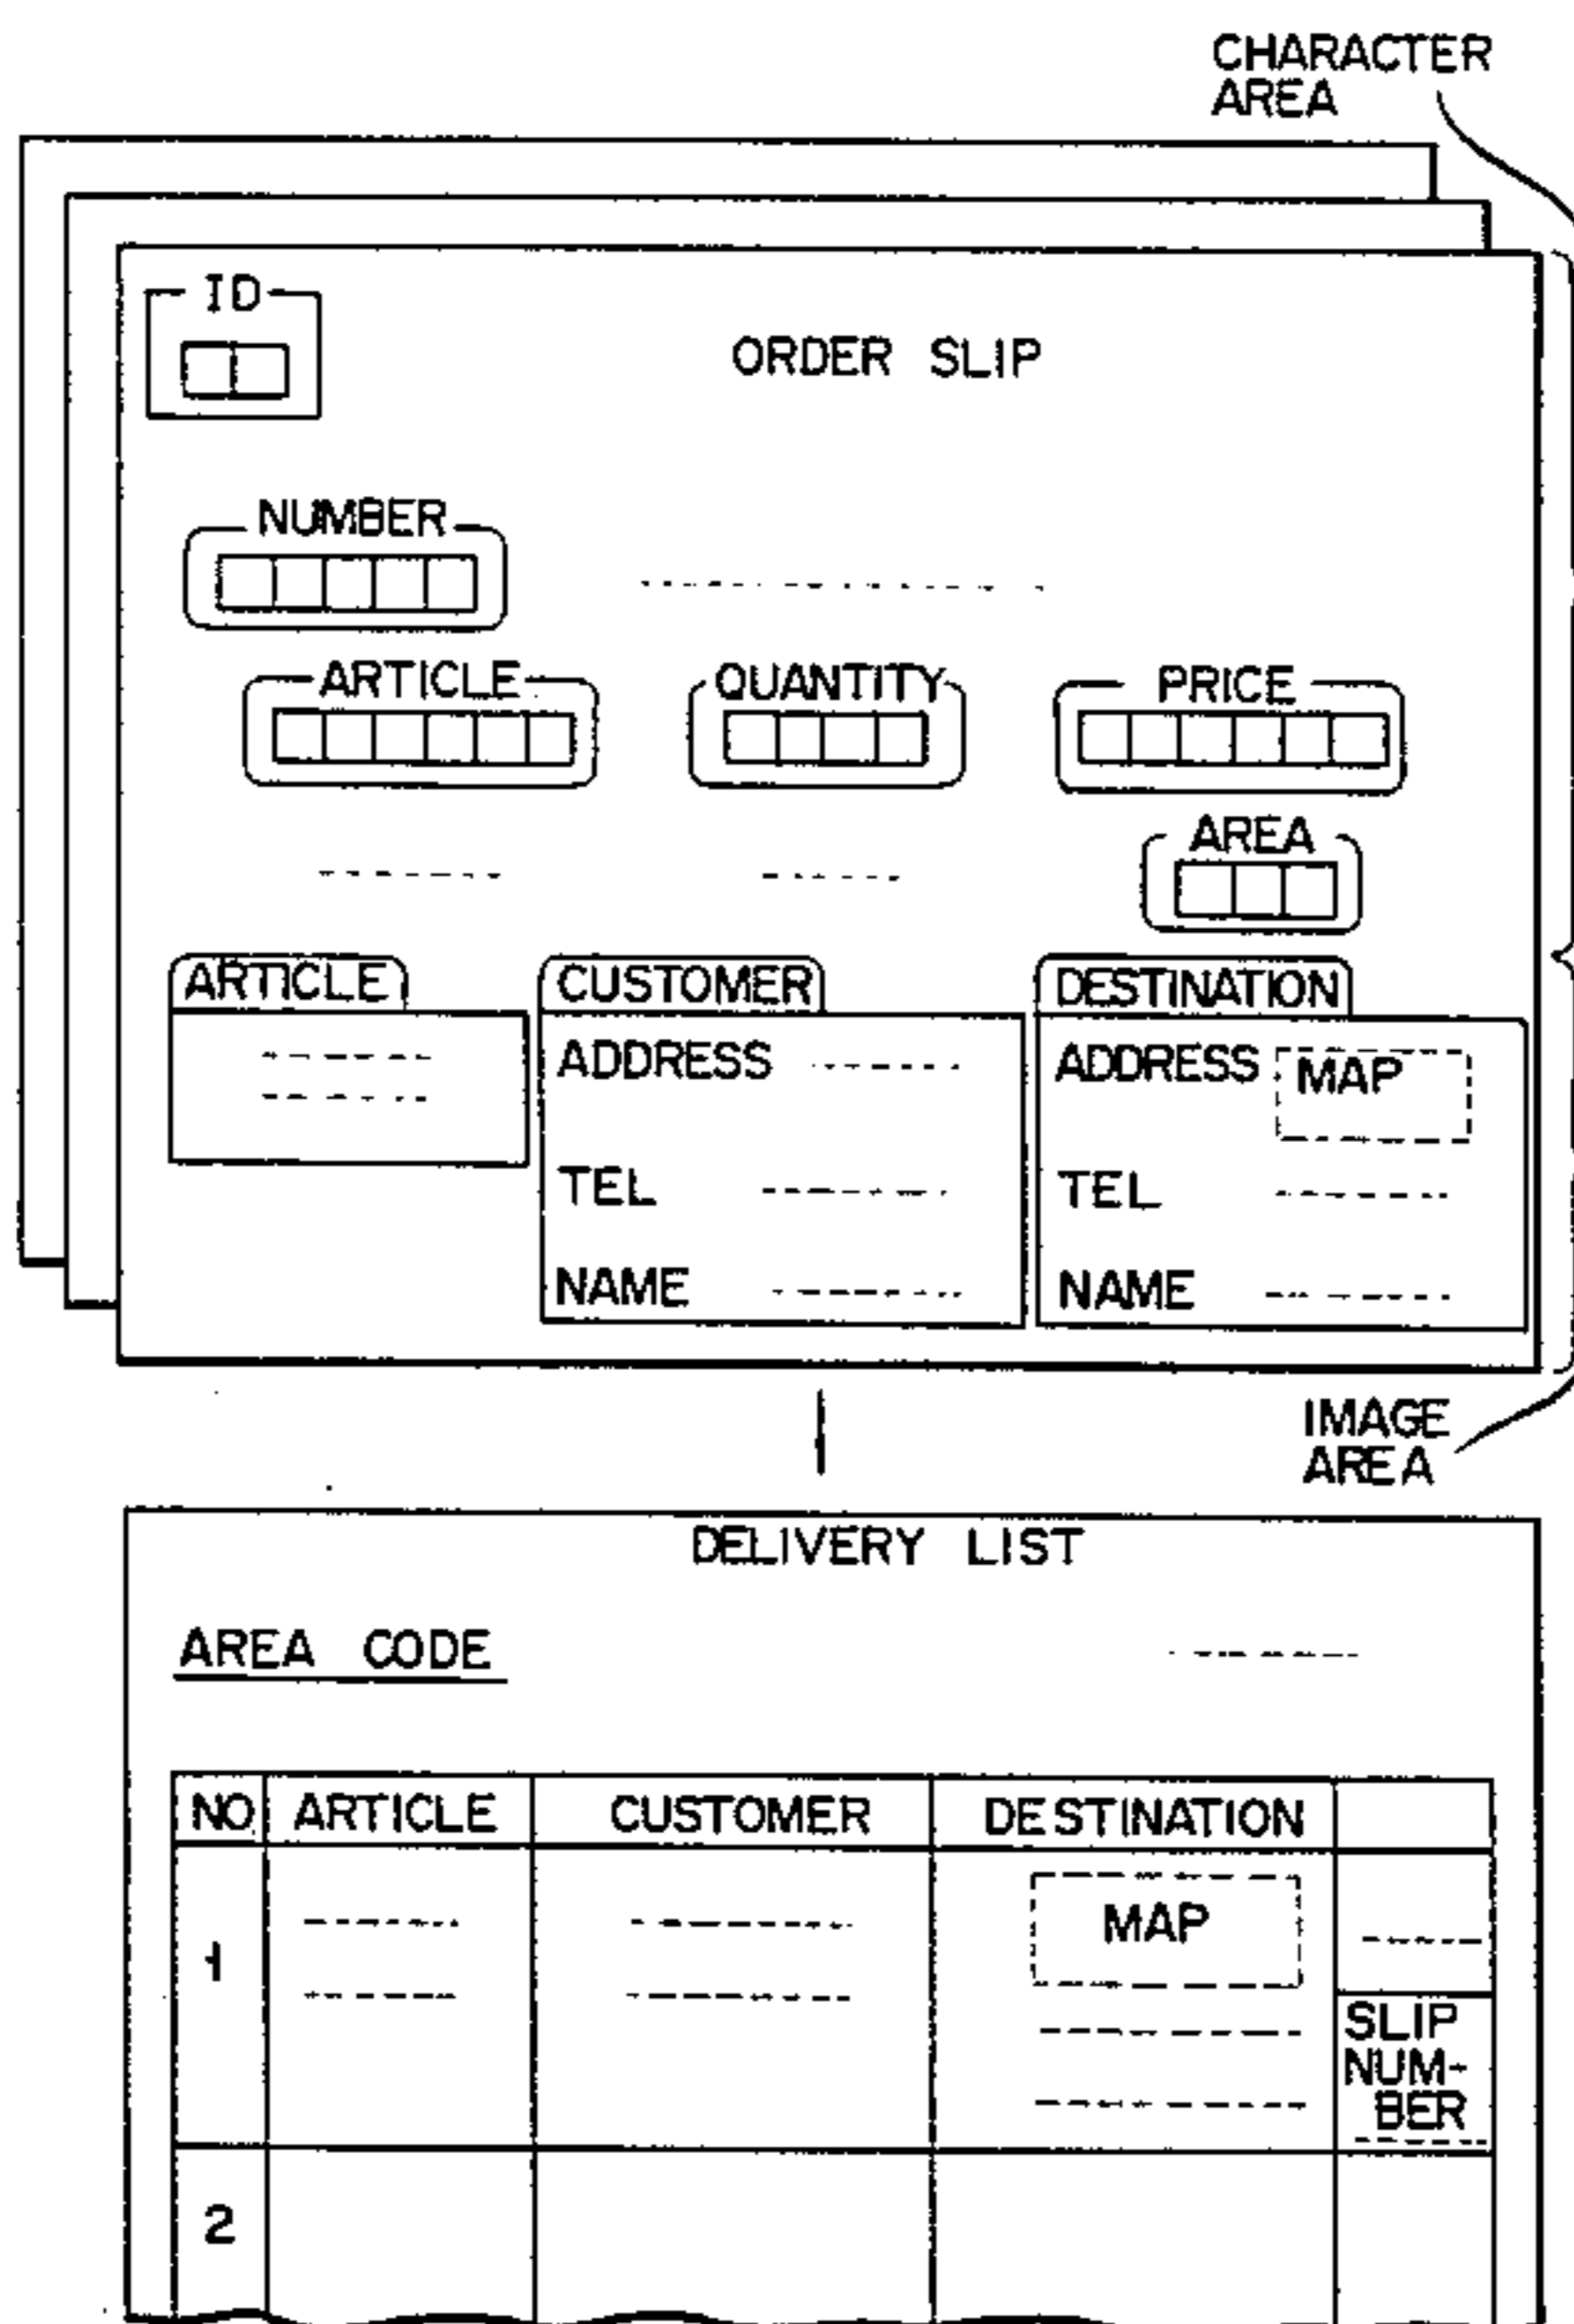 CHARACTER
AREA
ID
ORDER SLIP
NUMBER
ARTICLE QUANTITY PRICE
AREA
ARTICLE CUSTOMER DESTINATION
ADDRESS ADDRESS MAP
TEL TEL
NAME NAME
IMAGE
AREA
DELIVERY LIST
AREA CODE
NO ARTICLE CUSTOMER DESTINATION
MAP
1
SLIP
NUM-
BER
2